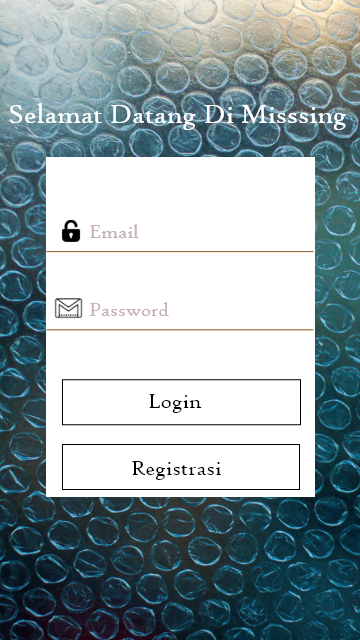 Selamat Datang Di Misssing
Email
Password
Login
Registrasi